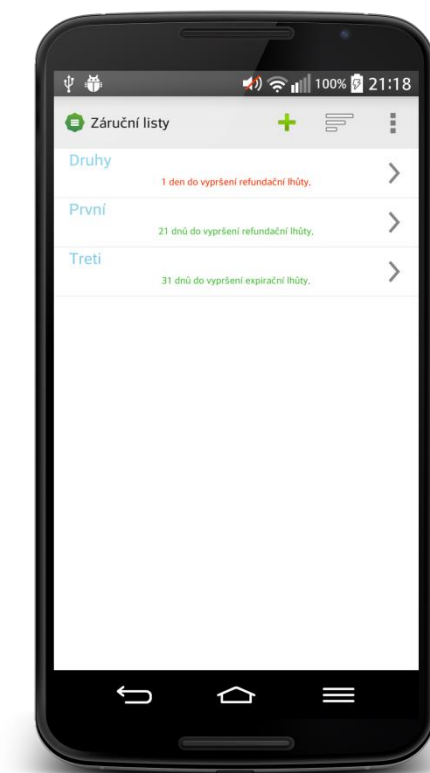 100% 21:18
Záruční listy
Druhy
1 den do vypršení refundační lhůty.
První
21 dnů do vypršení refundační lhůty.
Treti
31 dnů do vypršení expirační lhůty.